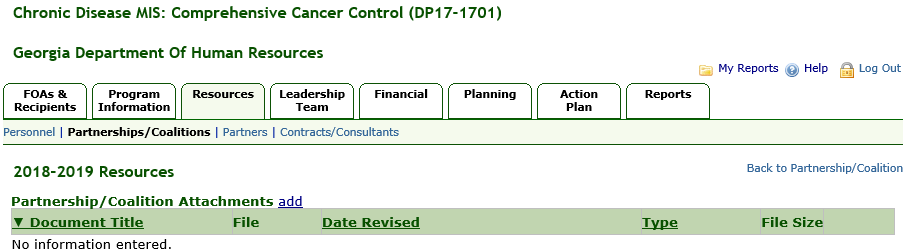 Chronic Disease MIS: Comprehensive Cancer Control (DP17-1701)
Georgia Department Of Human Resources
My Reports Help Log Out
FOAs & Recipients Program Information Resources Leadership Team Financial Planning Action Plan Reports
Personnel | Partnerships/Coalitions | Partners | Contracts/Consultants
2018-2019 Resources Back to Partnership/Coalition
Partnership/Coalition Attachments add
▼ Document Title File Date Revised Type File Size
No information entered.